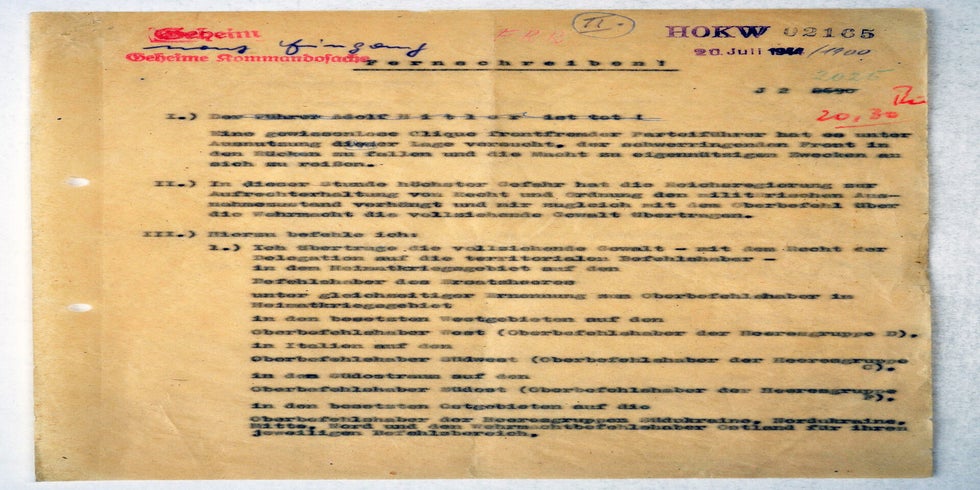 Geheim
HOKW 02165
Geheime Kommandosache
20. Juli 1944 /1900
Fernschreiben!
2025
J 2
20,30
I.) Der Führer Adolf H i t l e r ist tot !
Eine gewissenlose Clique frontfremder Parteiführer hat es unter
Ausnutzung dieser Lage versucht, der schwerringenden Front in
den Rücken zu fallen und die Macht zu eigennützigen Zwecken an
sich zu reißen.
II.) In dieser Stunde höchster Gefahr hat die Reichsregierung zur
Aufrechterhaltung von Recht und Ordnung den militärischen Aus-
nahmezustand verhängt und mir zugleich mit dem Oberbefehl über
die Wehrmacht die vollziehende Gewalt übertragen.
III.) Hierzu befehle ich:
1.) Ich übertrage die vollziehende Gewalt - mit dem Recht der
Delegation auf die territorialen Befehlshaber -
in dem Heimatkriegsgebiet auf den
Befehlshaber des Ersatzheeres
unter gleichzeitiger Ernennung zum Oberbefehlshaber im
Heimatkriegsgebiet
in den besetzten Westgebieten auf den
Oberbefehlshaber West (Oberbefehlshaber der Heeresgruppe D).
in Italien auf den
Oberbefehlshaber Südwest (Oberbefehlshaber der Heeresgruppe
C).
in dem Südostraum auf den
Oberbefehlshaber Südost (Oberbefehlshaber der Heeresgruppe
F).
in den besetzten Ostgebieten auf die
Oberbefehlshaber der Heeresgruppen Südukraine, Nordukraine,
Mitte, Nord und den Wehrmachtbefehlshaber Ostland für ihren
jeweiligen Befehlsbereich.